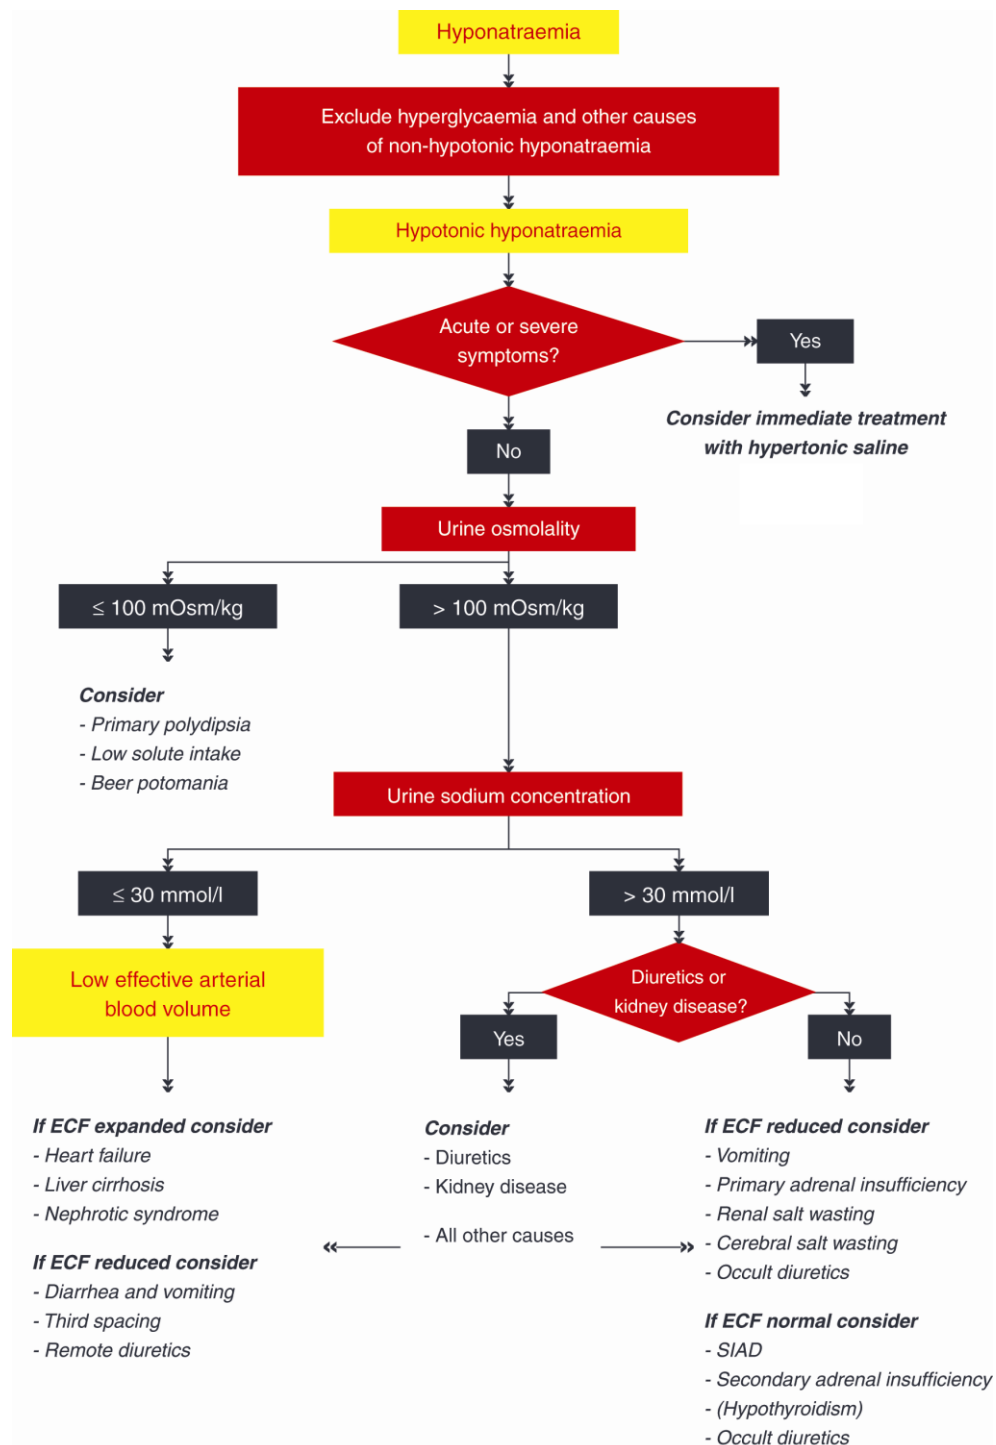 Hyponatraemia
Exclude hyperglycaemia and other causes
of non-hypotonic hyponatraemia
Hypotonic hyponatraemia
Acute or severe
symptoms?
Yes
Consider immediate treatment
with hypertonic saline
No
Urine osmolality
≤ 100 mOsm/kg
> 100 mOsm/kg
Consider
- Primary polydipsia
- Low solute intake
- Beer potomania
Urine sodium concentration
≤ 30 mmol/l
> 30 mmol/l
Low effective arterial
blood volume
Diuretics or
kidney disease?
Yes
No
If ECF expanded consider
- Heart failure
- Liver cirrhosis
- Nephrotic syndrome
If ECF reduced consider
- Diarrhea and vomiting
- Third spacing
- Remote diuretics
Consider
- Diuretics
- Kidney disease
- All other causes
If ECF reduced consider
- Vomiting
- Primary adrenal insufficiency
- Renal salt wasting
- Cerebral salt wasting
- Occult diuretics
If ECF normal consider
- SIAD
- Secondary adrenal insufficiency
- (Hypothyroidism)
- Occult diuretics